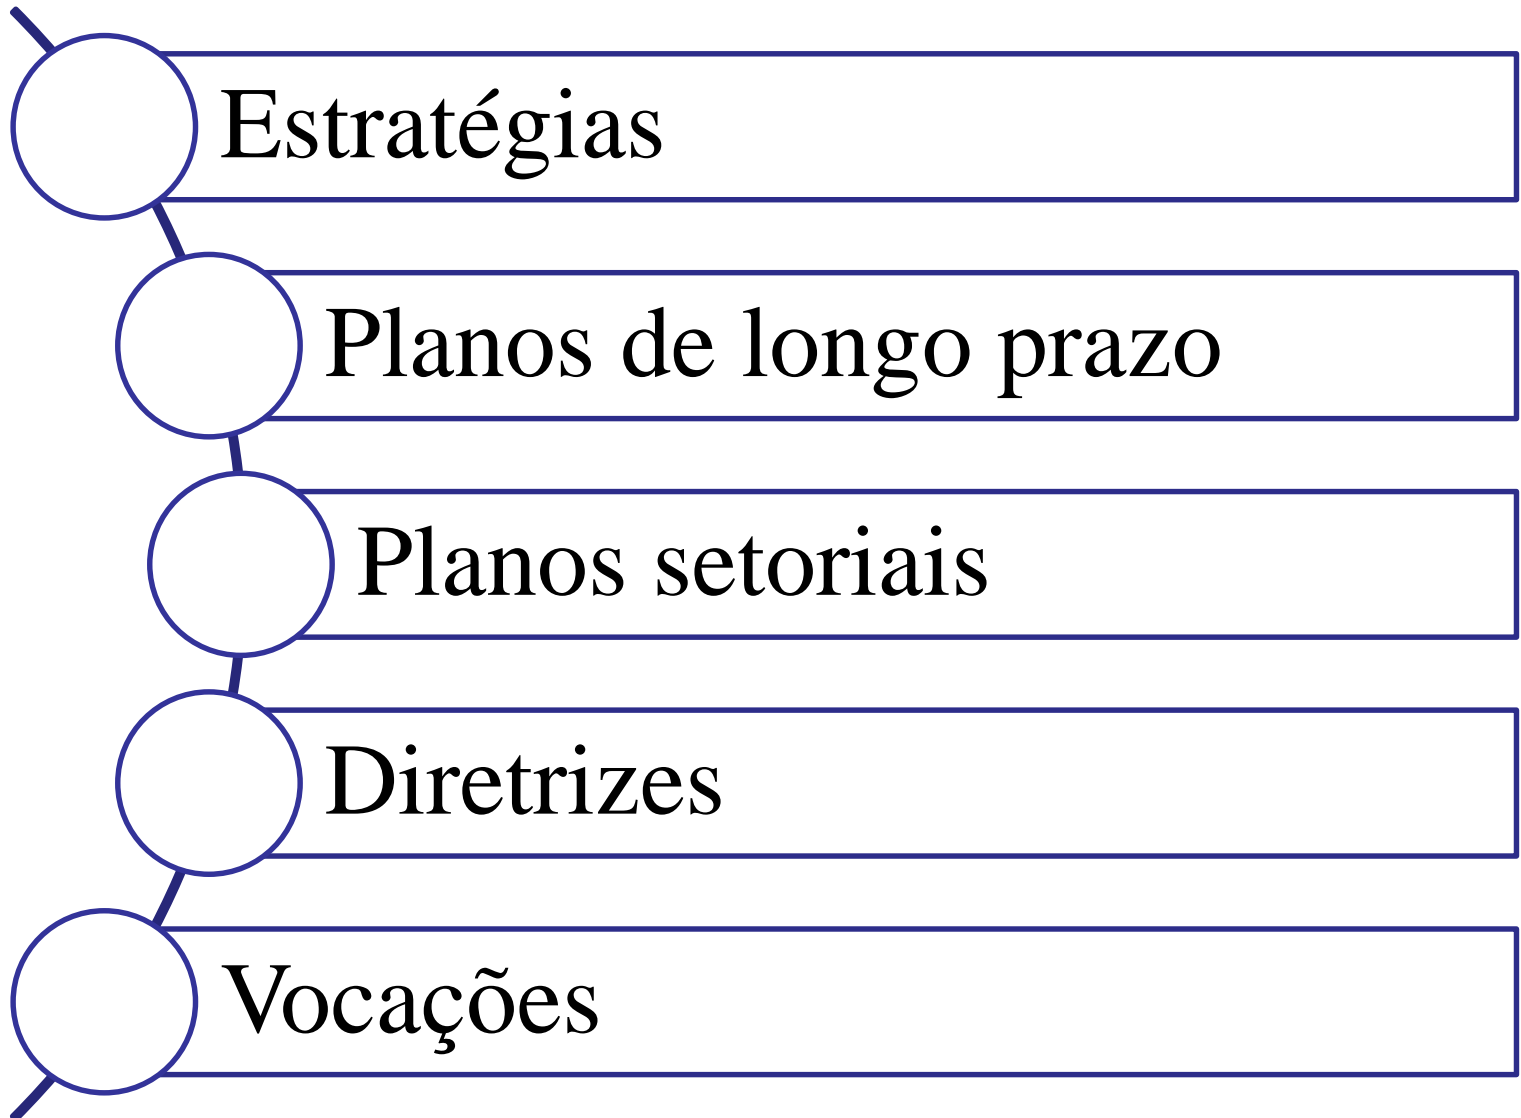 Estratégias
Planos de longo prazo
Planos setoriais
Diretrizes
Vocações